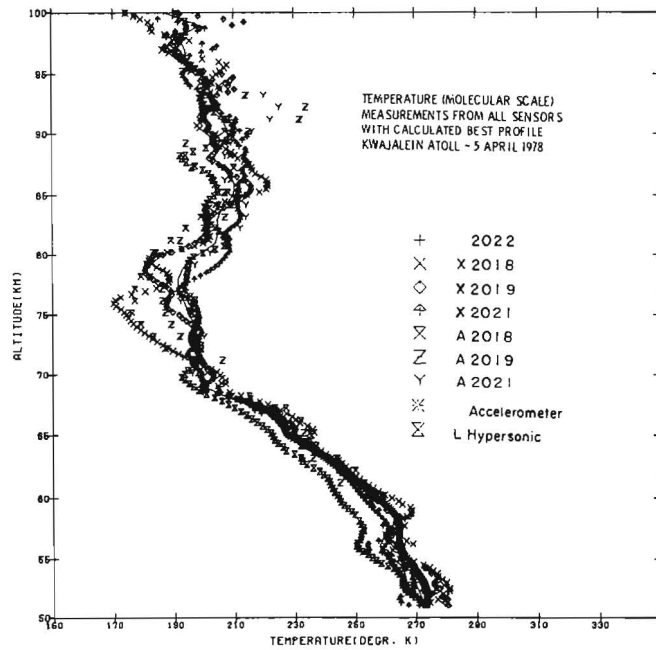 100
95
90
85
80
75
70
65
60
55
50
ALTITUDE(KM)
TEMPERATURE (MOLECULAR SCALE)
MEASUREMENTS FROM ALL SENSORS
WITH CALCULATED BEST PROFILE
KWAJALEIN ATOLL - 5 APRIL 1978
+ 2022
X X 2018
◇ X 2019
X 2021
A 2018
Z A 2019
Y A 2021
Accelerometer
L Hypersonic
160 170 190 210 230 250 270 290 310 330
TEMPERATURE(DEGR. K)